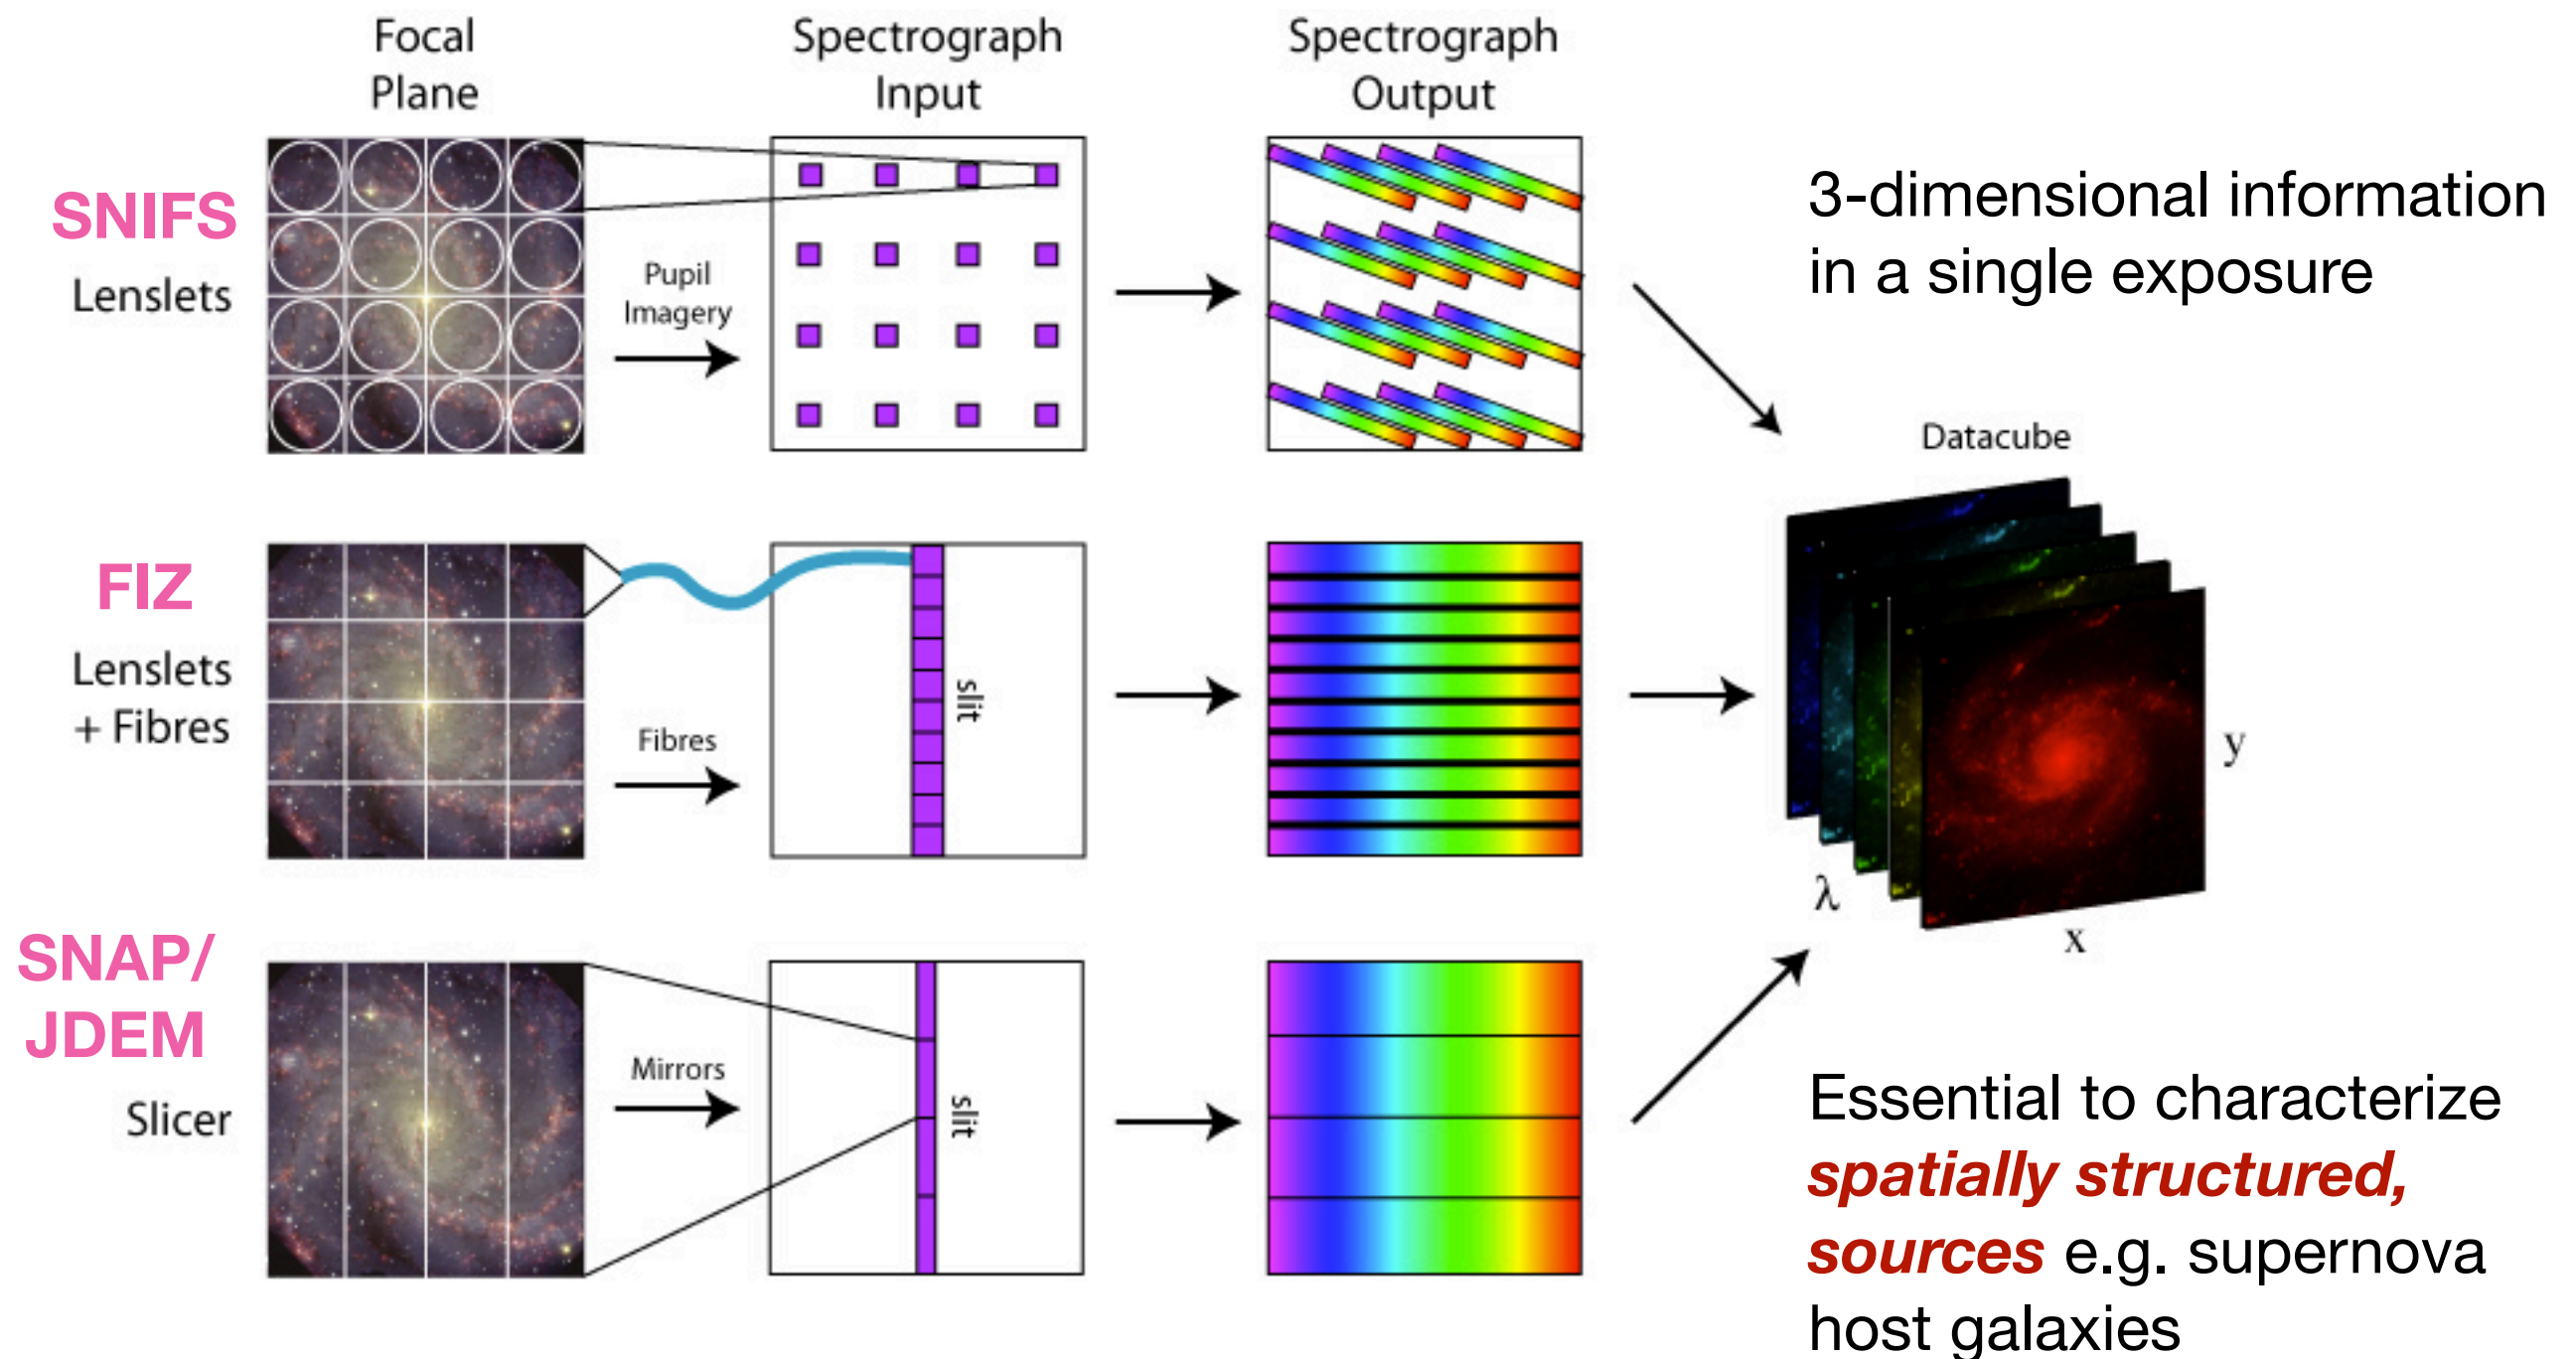 Focal
Plane
Spectrograph
Input
Spectrograph
Output
SNIFS
Lenslets
Pupil
Imagery
3-dimensional information
in a single exposure
Datacube
FIZ
Lenslets
+ Fibres
Fibres
slit
y
λ
x
SNAP/
JDEM
Slicer
Mirrors
slit
Essential to characterize
spatially structured,
sources e.g. supernova
host galaxies